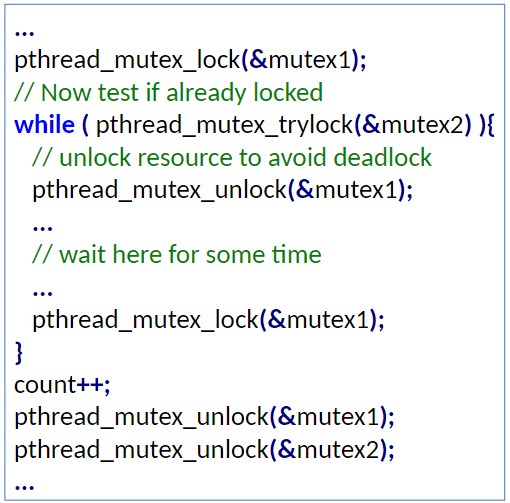 ...
pthread_mutex_lock(&mutex1);
// Now test if already locked
while ( pthread_mutex_trylock(&mutex2) ){
// unlock resource to avoid deadlock
pthread_mutex_unlock(&mutex1);
...
// wait here for some time
...
pthread_mutex_lock(&mutex1);
}
count++;
pthread_mutex_unlock(&mutex1);
pthread_mutex_unlock(&mutex2);
...